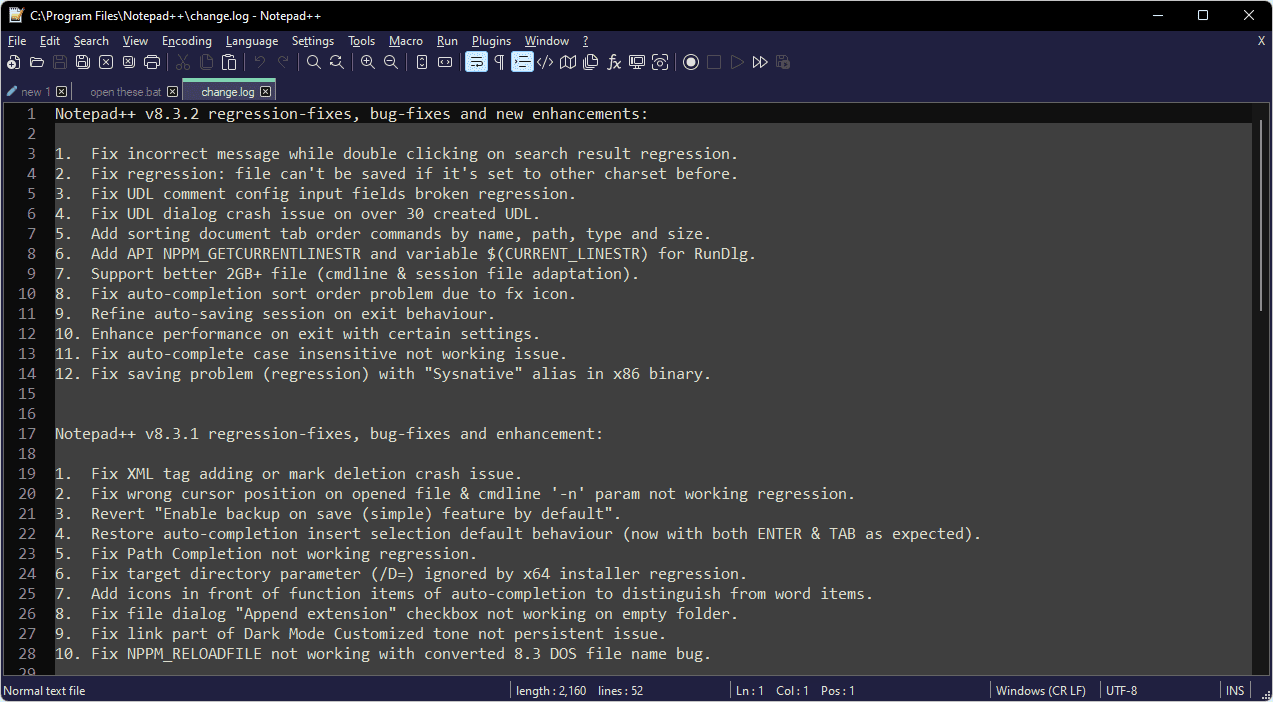 C:\Program Files\Notepad++\change.log - Notepad++
File Edit Search View Encoding Language Settings Tools Macro Run Plugins Window ? X
new 1 open these.bat change.log
1 Notepad++ v8.3.2 regression-fixes, bug-fixes and new enhancements:
2
3 1. Fix incorrect message while double clicking on search result regression.
4 2. Fix regression: file can't be saved if it's set to other charset before.
5 3. Fix UDL comment config input fields broken regression.
6 4. Fix UDL dialog crash issue on over 30 created UDL.
7 5. Add sorting document tab order commands by name, path, type and size.
8 6. Add API NPPM_GETCURRENTLINESTR and variable $(CURRENT_LINESTR) for RunDlg.
9 7. Support better 2GB+ file (cmdline & session file adaptation).
10 8. Fix auto-completion sort order problem due to fx icon.
11 9. Refine auto-saving session on exit behaviour.
12 10. Enhance performance on exit with certain settings.
13 11. Fix auto-complete case insensitive not working issue.
14 12. Fix saving problem (regression) with "Sysnative" alias in x86 binary.
15
16
17 Notepad++ v8.3.1 regression-fixes, bug-fixes and enhancement:
18
19 1. Fix XML tag adding or mark deletion crash issue.
20 2. Fix wrong cursor position on opened file & cmdline '-n' param not working regression.
21 3. Revert "Enable backup on save (simple) feature by default".
22 4. Restore auto-completion insert selection default behaviour (now with both ENTER & TAB as expected).
23 5. Fix Path Completion not working regression.
24 6. Fix target directory parameter (/D=) ignored by x64 installer regression.
25 7. Add icons in front of function items of auto-completion to distinguish from word items.
26 8. Fix file dialog "Append extension" checkbox not working on empty folder.
27 9. Fix link part of Dark Mode Customized tone not persistent issue.
28 10. Fix NPPM_RELOADFILE not working with converted 8.3 DOS file name bug.
29
Normal text file length : 2,160 lines : 52 Ln : 1 Col : 1 Pos : 1 Windows (CR LF) UTF-8 INS